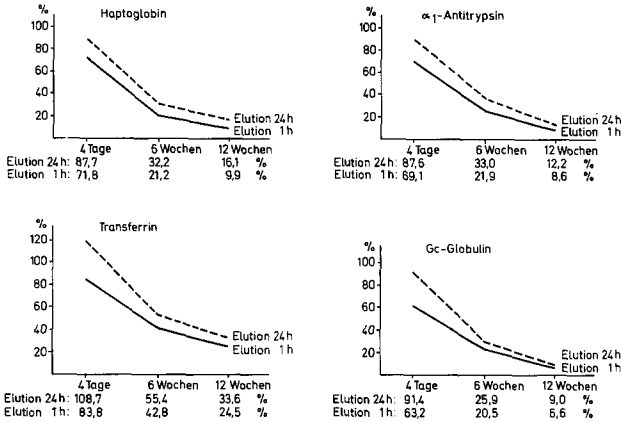 Haptoglobin
%
100
80
60
40
20
Elution 24h
Elution 1h
4 Tage 6 Wochen 12 Wochen
Elution 24h: 87,7 32,2 16,1 %
Elution 1h: 71,8 21,2 9,9 %
α1-Antitrypsin
%
100
80
60
40
20
Elution 24h
Elution 1h
4 Tage 6 Wochen 12 Wochen
Elution 24h: 87,6 33,0 12,2 %
Elution 1h: 69,1 21,9 8,6 %
Transferrin
%
120
100
80
60
40
20
Elution 24h
Elution 1h
4 Tage 6 Wochen 12 Wochen
Elution 24h: 108,7 55,4 33,6 %
Elution 1h: 83,8 42,8 24,5 %
Gc-Globulin
%
100
80
60
40
20
Elution 24h
Elution 1h
4 Tage 6 Wochen 12 Wochen
Elution 24h: 91,4 25,9 9,0 %
Elution 1h: 63,2 20,5 6,6 %